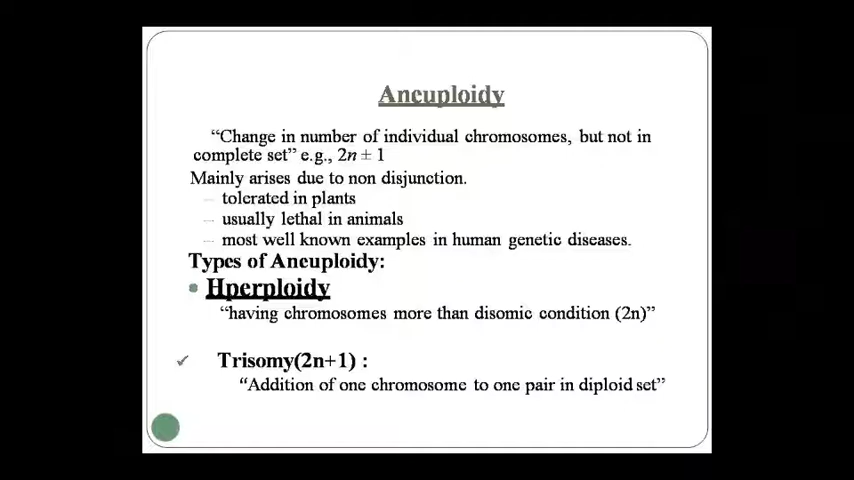 Aneuploidy
“Change in number of individual chromosomes, but not in
complete set” e.g., 2n ± 1
Mainly arises due to non disjunction.
– tolerated in plants
– usually lethal in animals
– most well known examples in human genetic diseases.
Types of Aneuploidy:
• Hperploidy
“having chromosomes more than disomic condition (2n)”
✓ Trisomy(2n+1) :
“Addition of one chromosome to one pair in diploid set”